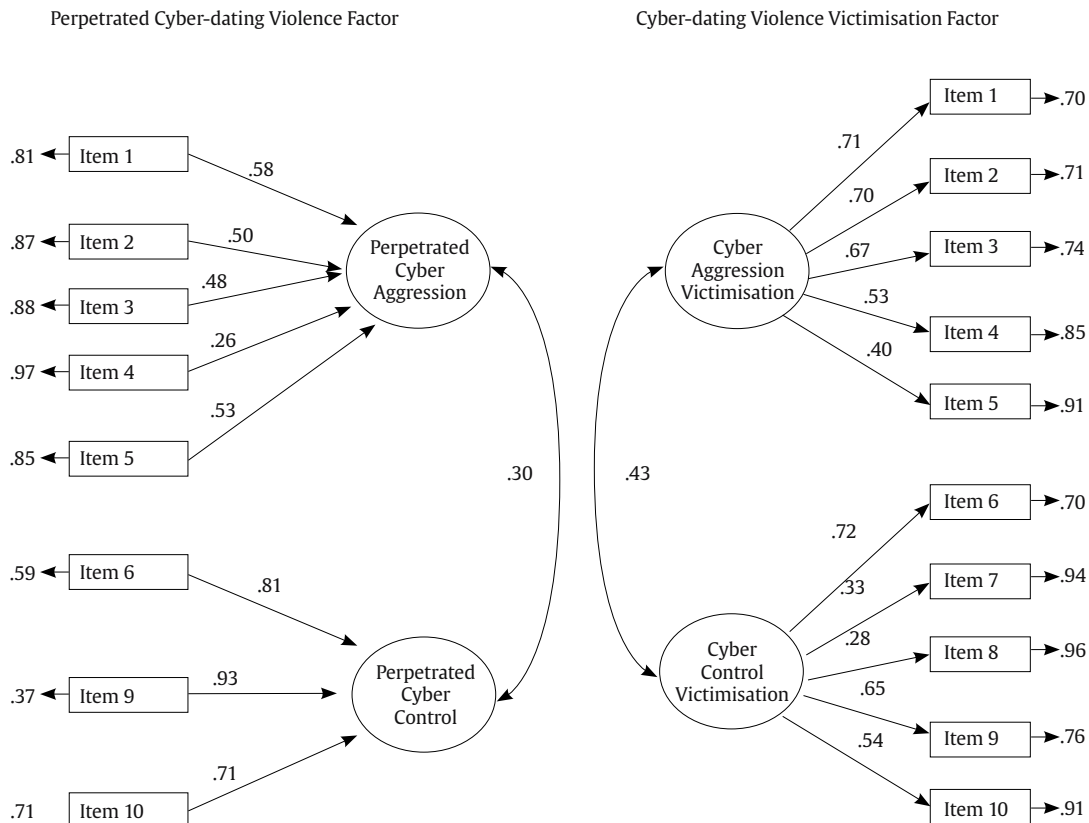 Perpetrated Cyber-dating Violence Factor
.81 Item 1 .58
.87 Item 2 .50
.88 Item 3 .48
.97 Item 4 .26
.85 Item 5 .53
Perpetrated
Cyber
Aggression
.30
.59 Item 6 .81
.37 Item 9 .93
.71 Item 10 .71
Perpetrated
Cyber
Control
Cyber-dating Violence Victimisation Factor
Cyber
Aggression
Victimisation
.71 Item 1 .70
.70 Item 2 .71
.67 Item 3 .74
.53 Item 4 .85
.40 Item 5 .91
.43
Cyber
Control
Victimisation
.72 Item 6 .70
.33 Item 7 .94
.28 Item 8 .96
.65 Item 9 .76
.54 Item 10 .91